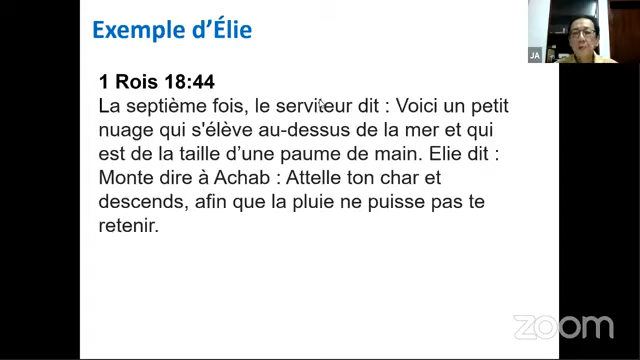 Exemple d'Élie
JA
1 Rois 18:44
La septième fois, le serviteur dit : Voici un petit
nuage qui s'élève au-dessus de la mer et qui
est de la taille d’une paume de main. Elie dit :
Monte dire à Achab : Attelle ton char et
descends, afin que la pluie ne puisse pas te
retenir.
zoom